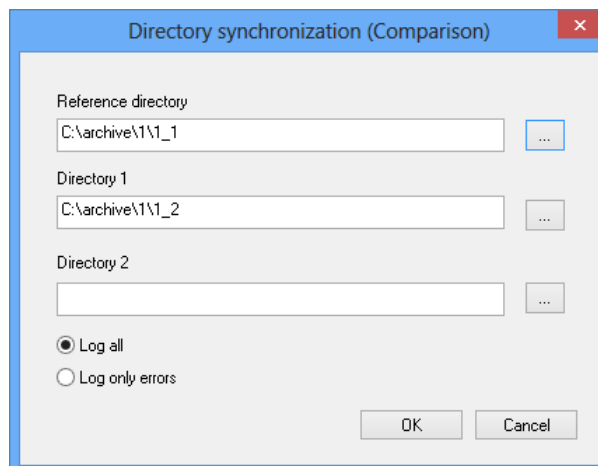 Directory synchronization (Comparison)
Reference directory
C:\archive\1\1_1
...
Directory 1
C:\archive\1\1_2
...
Directory 2
...
Log all
Log only errors
OK Cancel